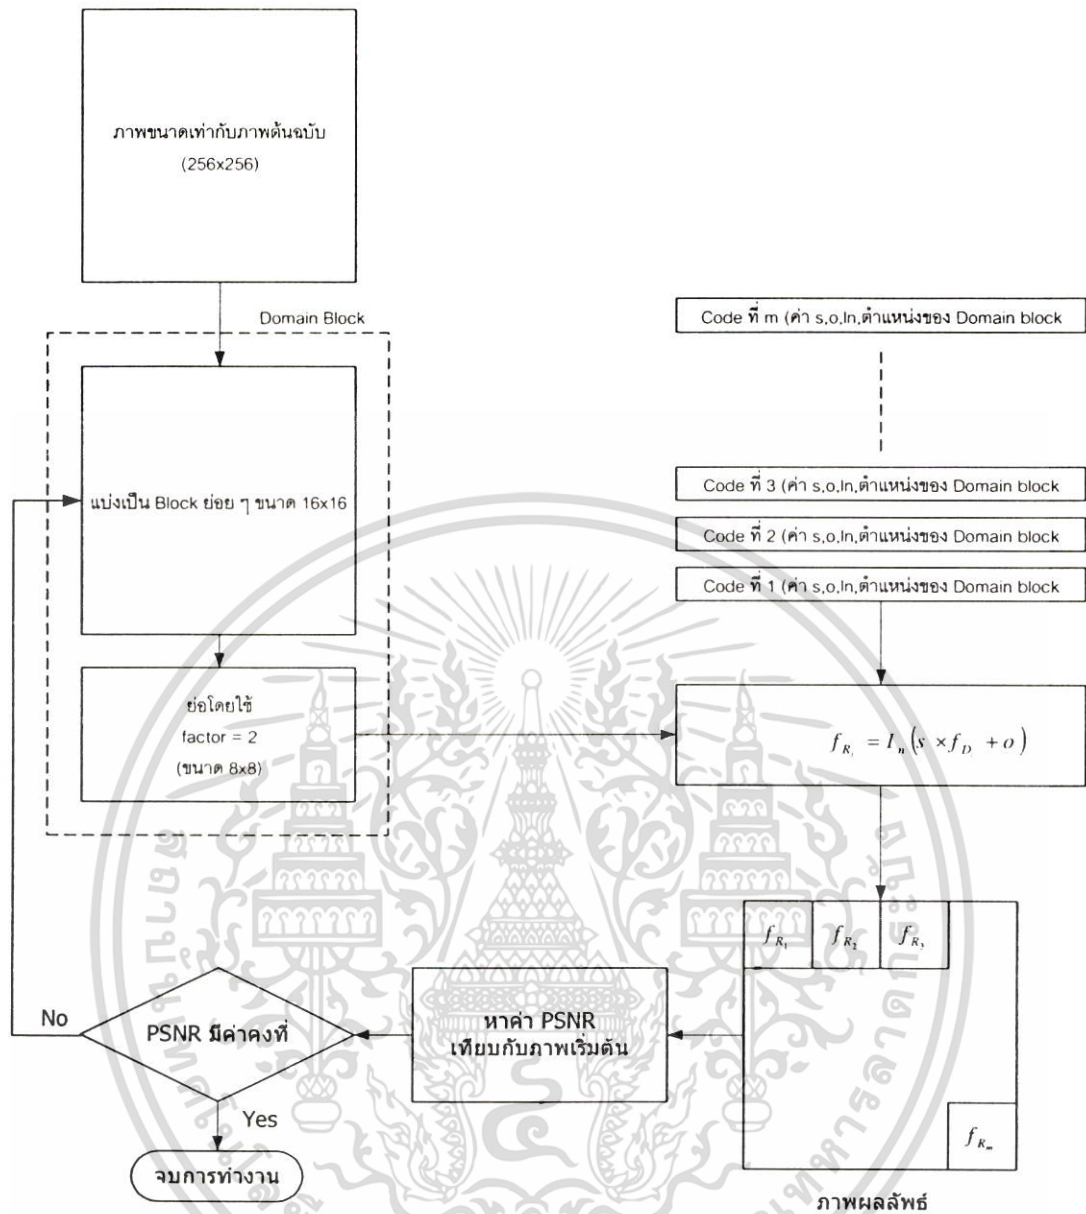 ภาพขนาดเท่ากับภาพต้นฉบับ
(256x256)
Domain Block
แบ่งเป็น Block ย่อย ๆ ขนาด 16x16
ย่อโดยใช้
factor = 2
(ขนาด 8x8)
Code ที่ m (ค่า s,o,In,ตำแหน่งของ Domain block
Code ที่ 3 (ค่า s,o,In,ตำแหน่งของ Domain block
Code ที่ 2 (ค่า s,o,In,ตำแหน่งของ Domain block
Code ที่ 1 (ค่า s,o,In,ตำแหน่งของ Domain block
f_{R_i} = I_n (s × f_D + o)
f_{R_1} f_{R_2} f_{R_3}
f_{R_m}
ภาพผลลัพธ์
หาค่า PSNR
เทียบกับภาพเริ่มต้น
PSNR มีค่าคงที่
No
Yes
จบการทำงาน